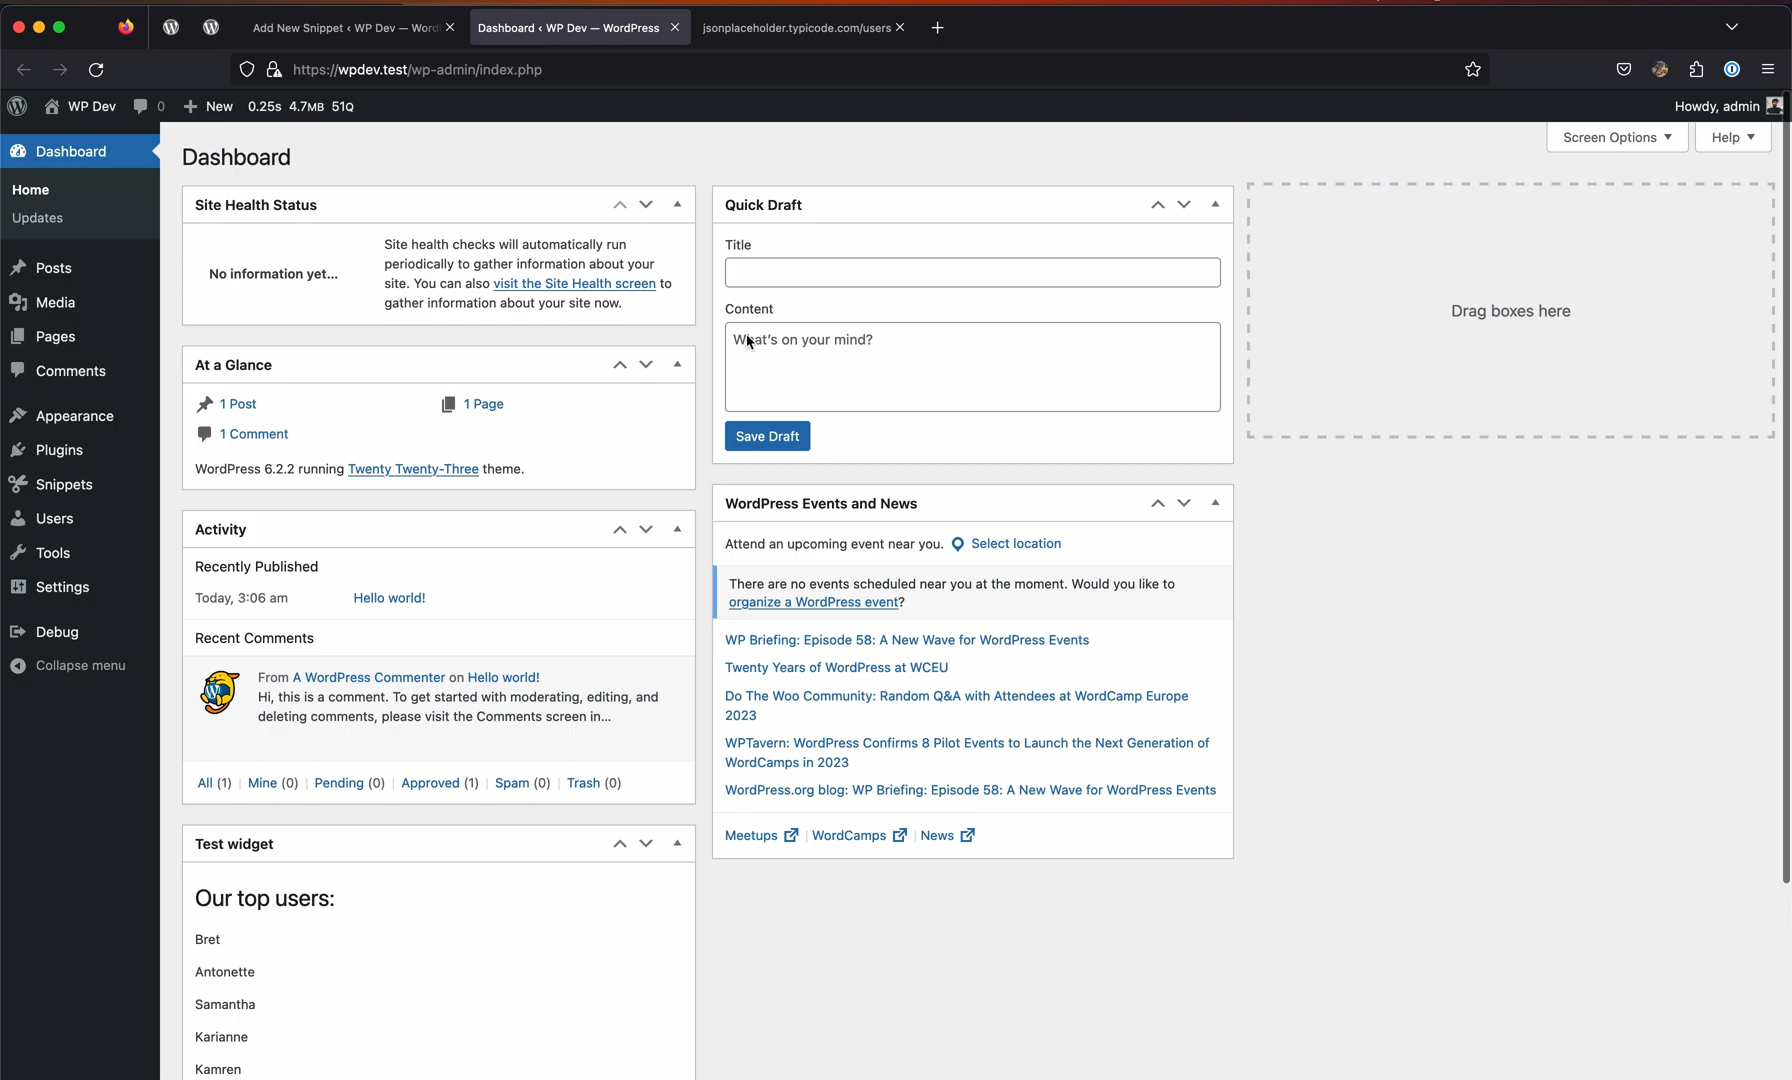 Add New Snippet ‹ WP Dev — Word
Dashboard ‹ WP Dev — WordPress
jsonplaceholder.typicode.com/users
https://wpdev.test/wp-admin/index.php
WP Dev
0
New
0.25s 4.7MB 51Q
Howdy, admin
Dashboard
Home
Updates
Posts
Media
Pages
Comments
Appearance
Plugins
Snippets
Users
Tools
Settings
Debug
Collapse menu
Screen Options
Help
Dashboard
Site Health Status
No information yet...
Site health checks will automatically run
periodically to gather information about your
site. You can also visit the Site Health screen to
gather information about your site now.
At a Glance
1 Post
1 Page
1 Comment
WordPress 6.2.2 running Twenty Twenty-Three theme.
Activity
Recently Published
Today, 3:06 am
Hello world!
Recent Comments
From A WordPress Commenter on Hello world!
Hi, this is a comment. To get started with moderating, editing, and
deleting comments, please visit the Comments screen in...
All (1) | Mine (0) | Pending (0) | Approved (1) | Spam (0) | Trash (0)
Test widget
Our top users:
Bret
Antonette
Samantha
Karianne
Kamren
Quick Draft
Title
Content
What's on your mind?
Save Draft
WordPress Events and News
Attend an upcoming event near you. Select location
There are no events scheduled near you at the moment. Would you like to
organize a WordPress event?
WP Briefing: Episode 58: A New Wave for WordPress Events
Twenty Years of WordPress at WCEU
Do The Woo Community: Random Q&A with Attendees at WordCamp Europe
2023
WPTavern: WordPress Confirms 8 Pilot Events to Launch the Next Generation of
WordCamps in 2023
WordPress.org blog: WP Briefing: Episode 58: A New Wave for WordPress Events
Meetups | WordCamps | News
Drag boxes here